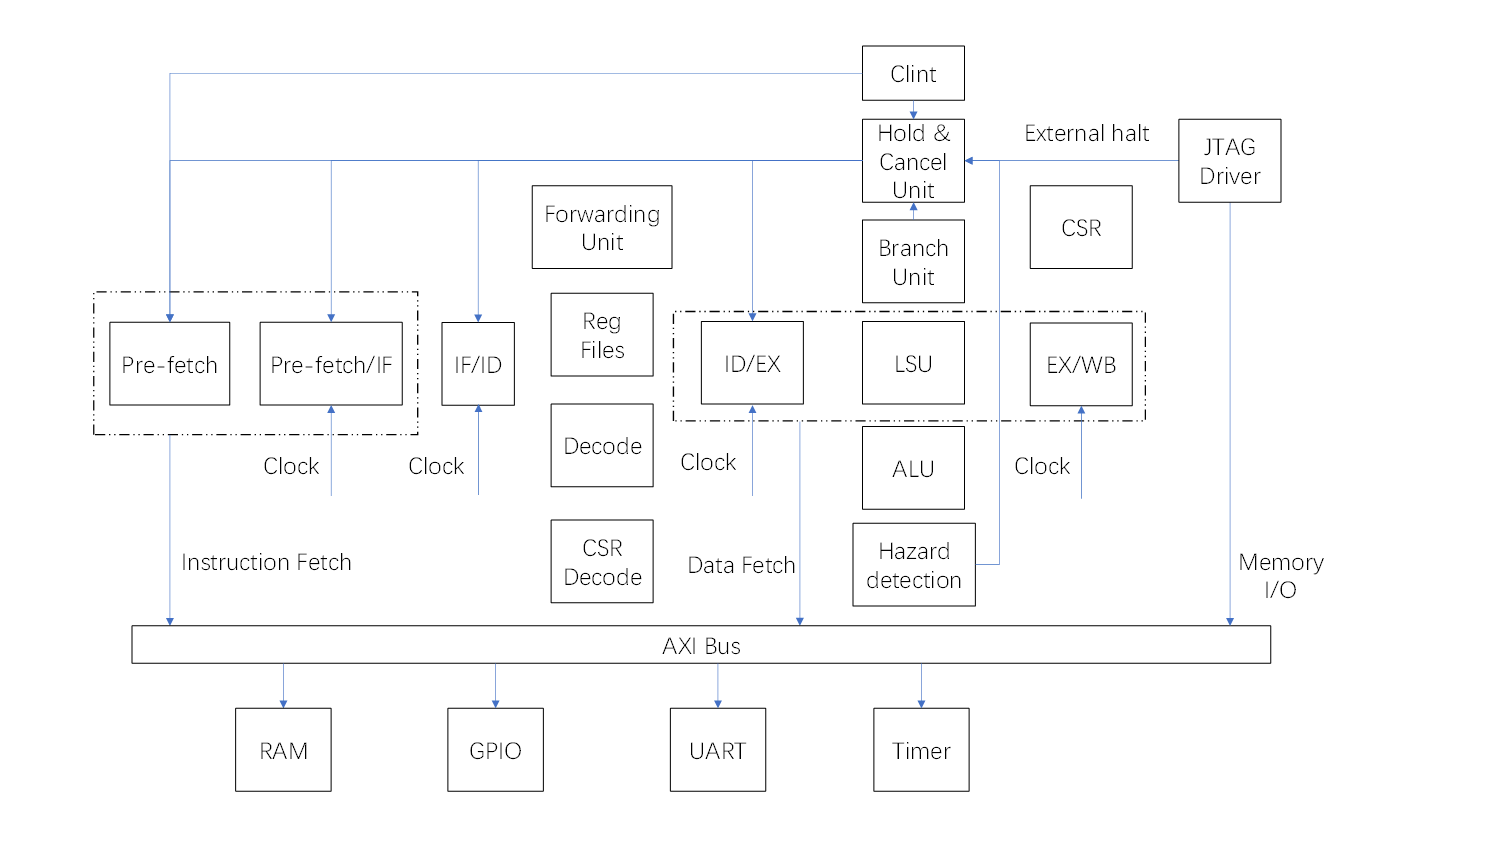 Clint
Hold &
Cancel
Unit
External halt
JTAG
Driver
Forwarding
Unit
Branch
Unit
CSR
Reg
Files
Pre-fetch
Pre-fetch/IF
IF/ID
ID/EX
LSU
EX/WB
Decode
Clock
Clock
Clock
ALU
Clock
CSR
Decode
Instruction Fetch
Data Fetch
Hazard
detection
Memory
I/O
AXI Bus
RAM
GPIO
UART
Timer